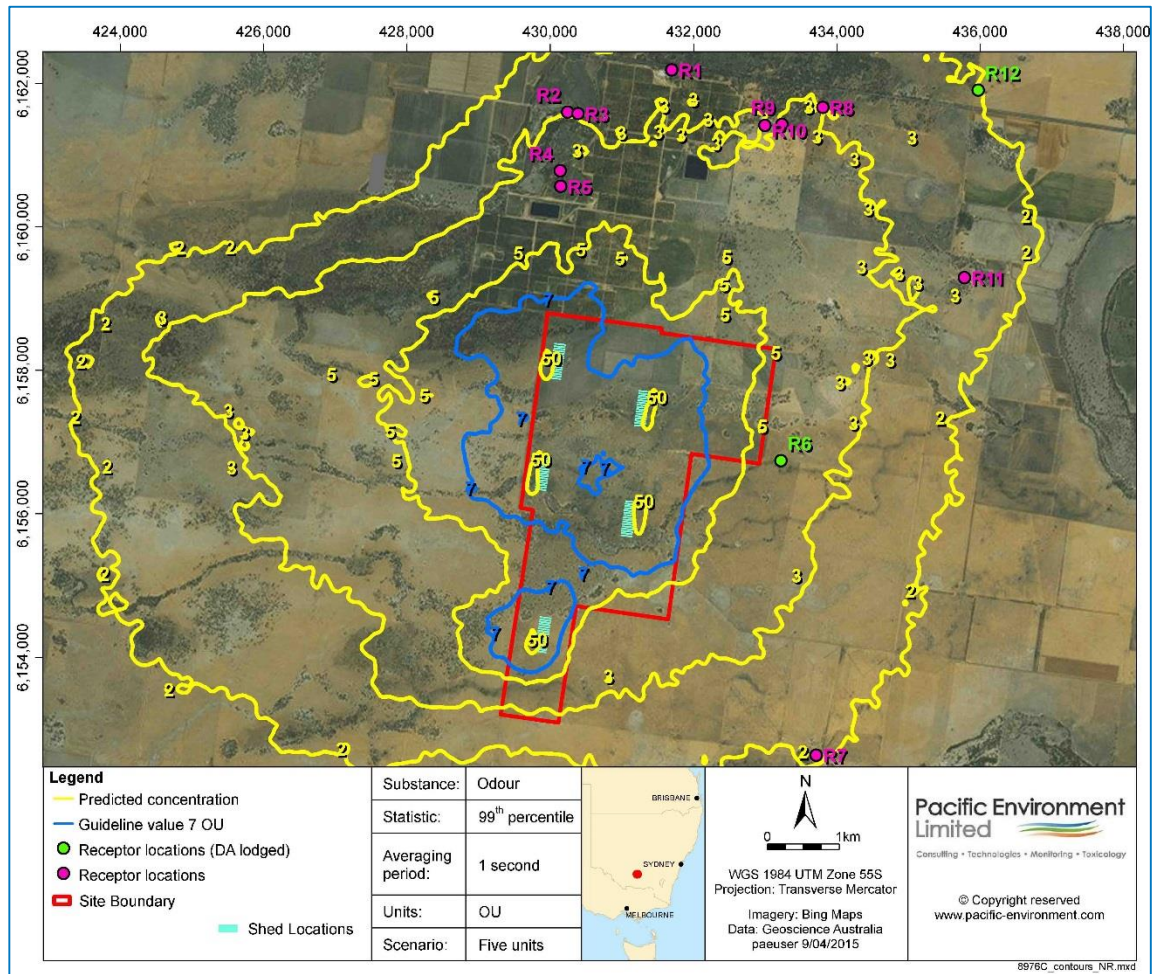 424,000 426,000 428,000 430,000 432,000 434,000 436,000 438,000
6,162,000
6,160,000
6,158,000
6,156,000
6,154,000
R1
R12
R2
R3
R9
R8
R10
R4
R5
R11
R6
R7
2
3
5
7
50
Legend
Predicted concentration
Guideline value 7 OU
Receptor locations (DA lodged)
Receptor locations
Site Boundary
Shed Locations
Substance: Odour
Statistic: 99th percentile
Averaging period: 1 second
Units: OU
Scenario: Five units
BRISBANE
SYDNEY
MELBOURNE
N
0 1km
WGS 1984 UTM Zone 55S
Projection: Transverse Mercator
Imagery: Bing Maps
Data: Geoscience Australia
paeuser 9/04/2015
Pacific Environment
Limited
Consulting • Technologies • Monitoring • Toxicology
© Copyright reserved
www.pacific-environment.com
8976C_contours_NR.mxd